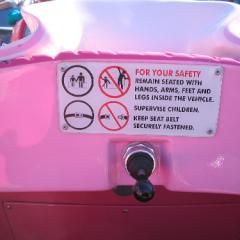 FOR YOUR SAFETY
REMAIN SEATED WITH
HANDS, ARMS, FEET AND
LEGS INSIDE THE VEHICLE.
SUPERVISE CHILDREN.
KEEP SEAT BELT
SECURELY FASTENED.